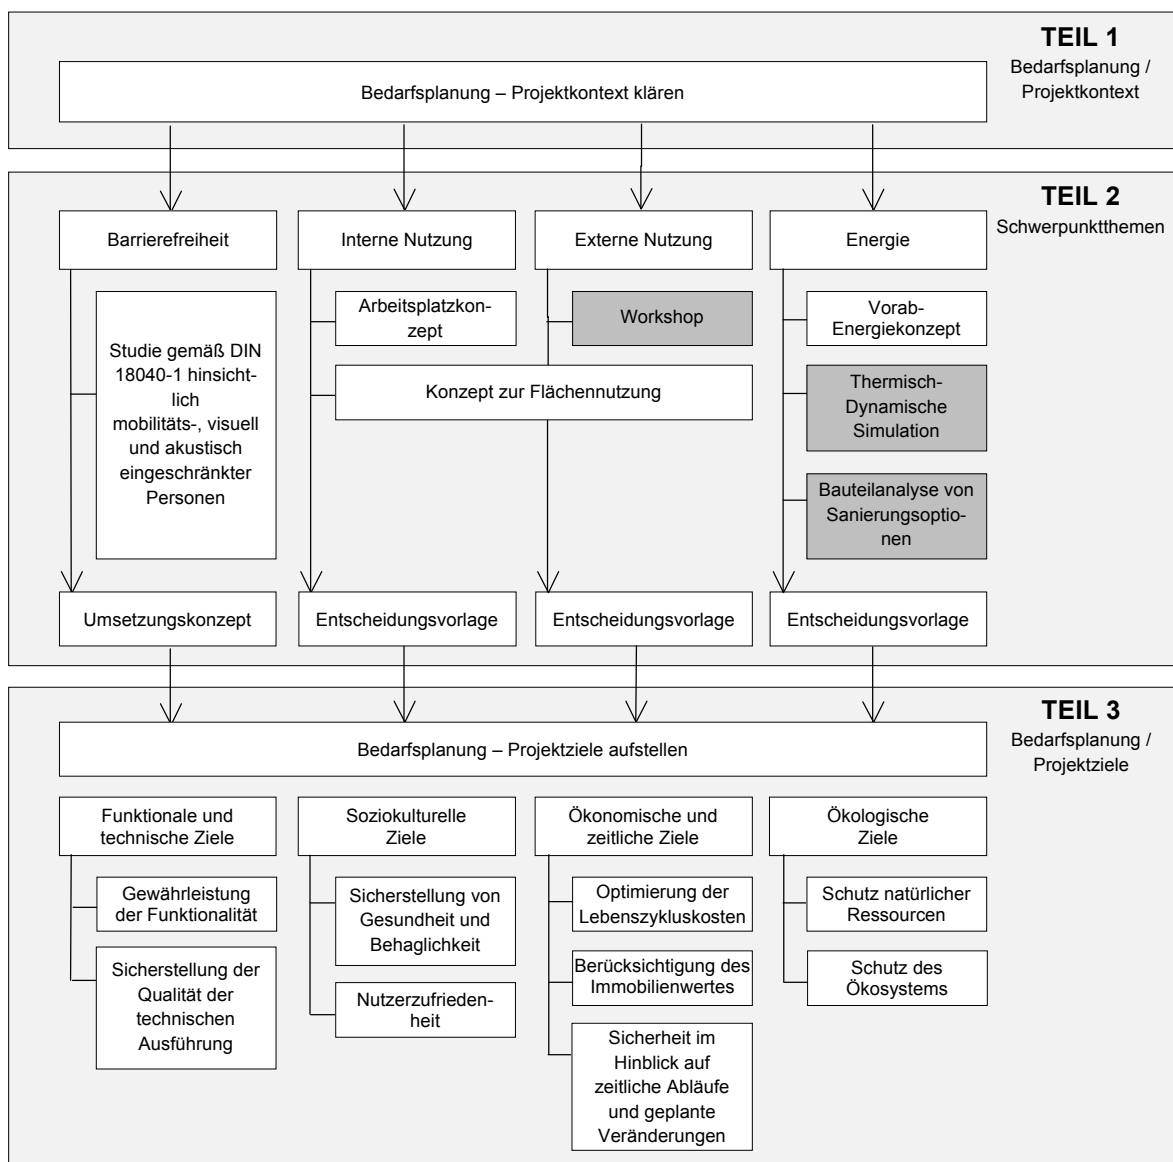 TEIL 1
Bedarfsplanung /
Projektkontext
Bedarfsplanung – Projektkontext klären
TEIL 2
Schwerpunktthemen
Barrierefreiheit
Interne Nutzung
Externe Nutzung
Energie
Studie gemäß DIN
18040-1 hinsicht-
lich
mobilitäts-, visuell
und akustisch
eingeschränkter
Personen
Arbeitsplatzkon-
zept
Workshop
Konzept zur Flächennutzung
Vorab-
Energiekonzept
Thermisch-
Dynamische
Simulation
Bauteilanalyse von
Sanierungsoptio-
nen
Umsetzungskonzept
Entscheidungsvorlage
Entscheidungsvorlage
Entscheidungsvorlage
TEIL 3
Bedarfsplanung /
Projektziele
Bedarfsplanung – Projektziele aufstellen
Funktionale und
technische Ziele
Gewährleistung
der Funktionalität
Sicherstellung der
Qualität der
technischen
Ausführung
Soziokulturelle
Ziele
Sicherstellung von
Gesundheit und
Behaglichkeit
Nutzerzufrieden-
heit
Ökonomische und
zeitliche Ziele
Optimierung der
Lebenszykluskosten
Berücksichtigung des
Immobilienwertes
Sicherheit im
Hinblick auf
zeitliche Abläufe
und geplante
Veränderungen
Ökologische
Ziele
Schutz natürlicher
Ressourcen
Schutz des
Ökosystems